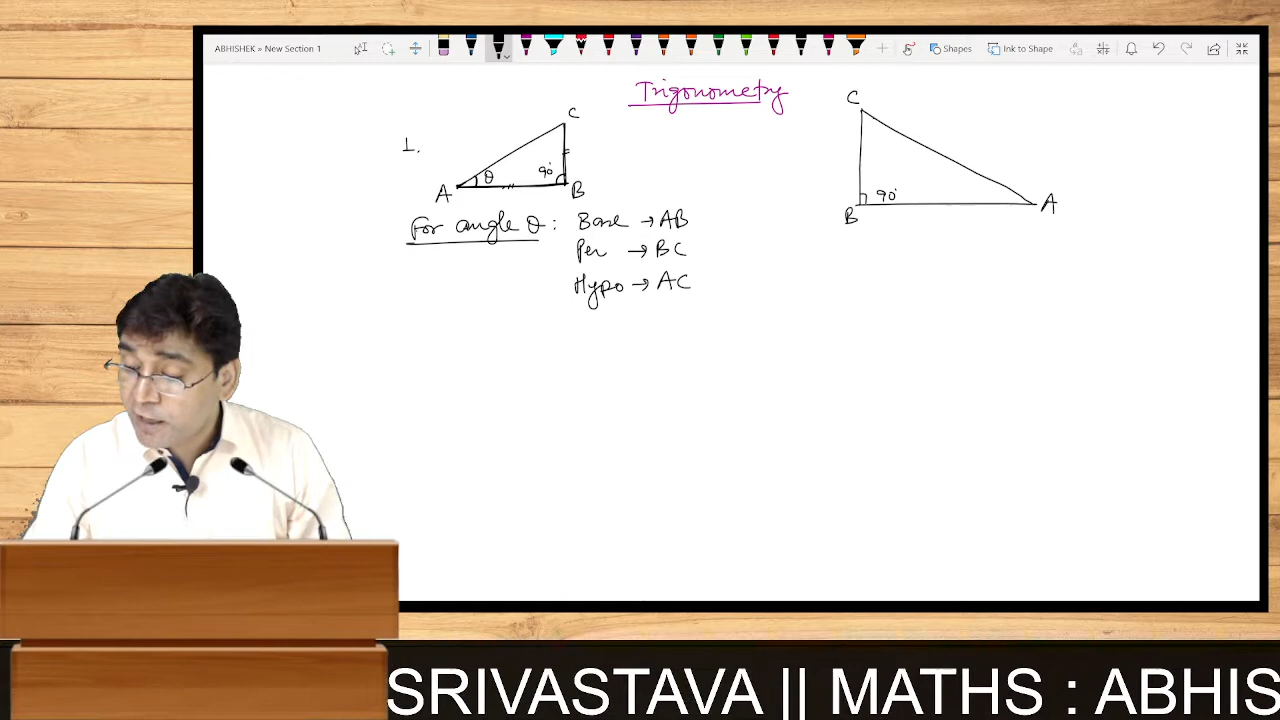 ABHISHEK » New Section 1
Shapes
Ink to Shape
Trigonometry
1.
C
θ
90°
A
B
For angle θ : Base → AB
Per → BC
Hypo → AC
C
90°
B
A
SRIVASTAVA || MATHS : ABHIS